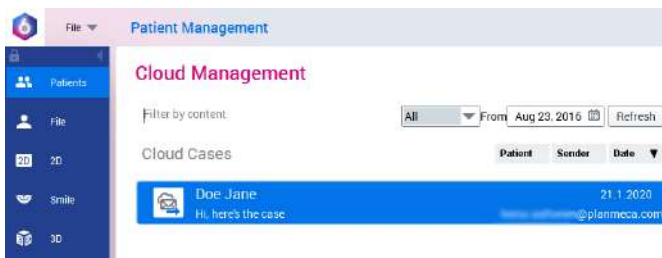 File
Patient Management
Patients
File
2D 2D
Smile
3D
Cloud Management
Filter by content
All
From Aug 23, 2016
Refresh
Cloud Cases
Patient Sender Date
Doe Jane
21.1.2020
Hi, here's the case
@planmeca.com